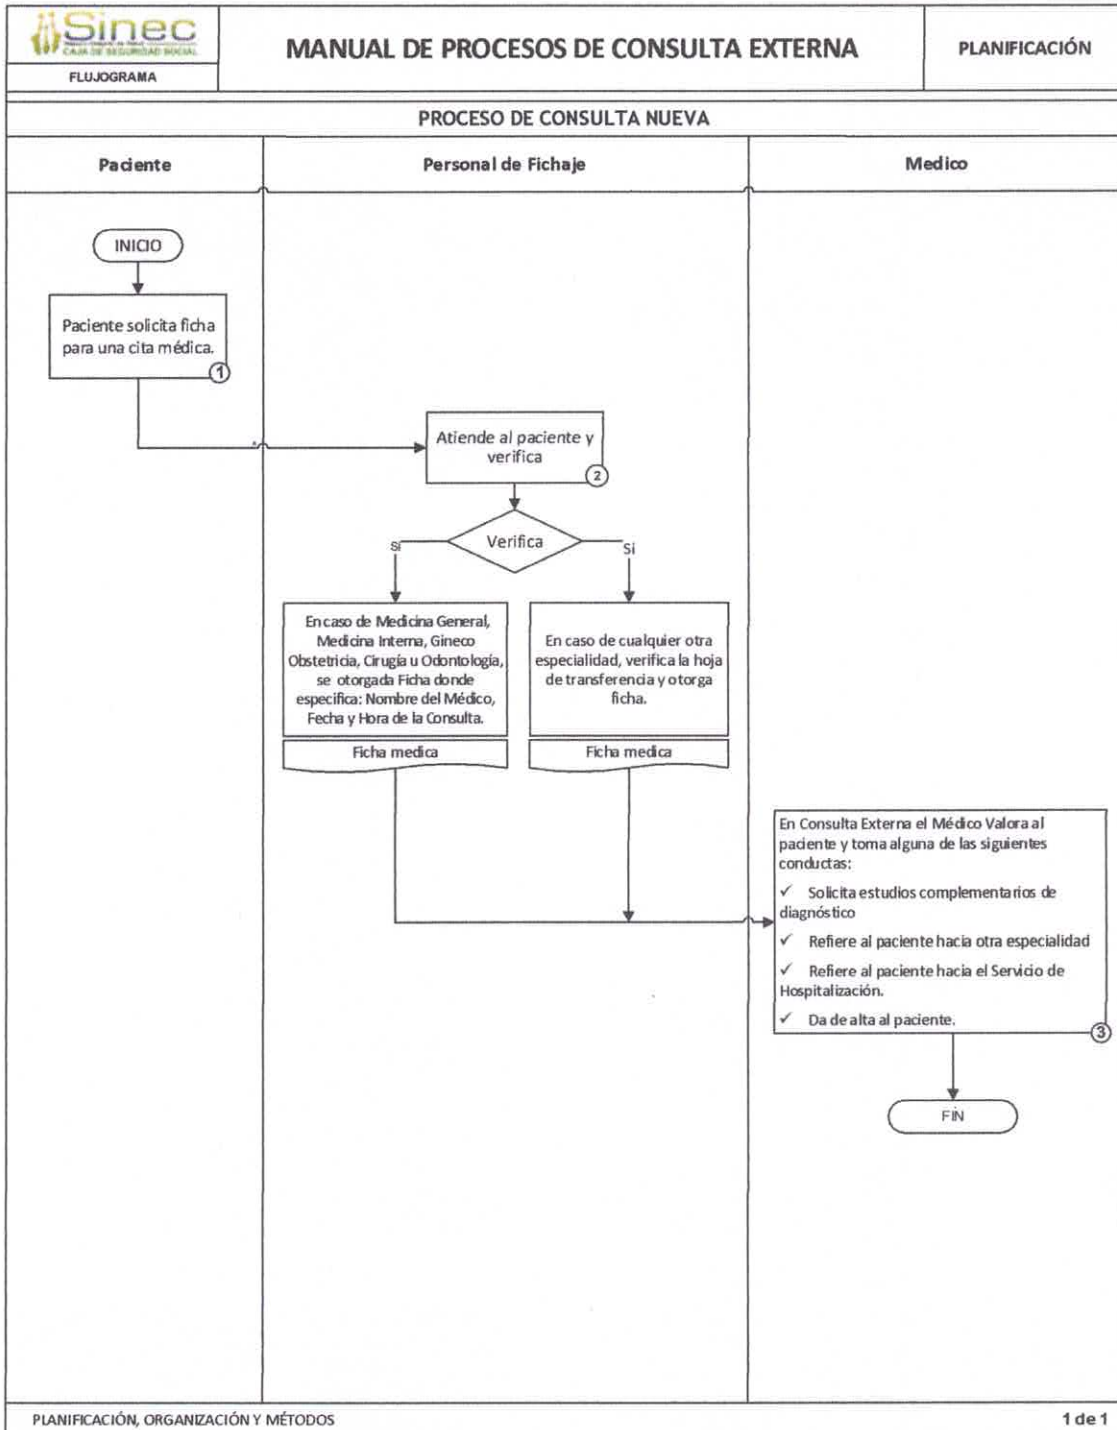 Sinec
CAJA DE SEGURIDAD SOCIAL
FLUJOGRAMA
MANUAL DE PROCESOS DE CONSULTA EXTERNA
PLANIFICACIÓN
PROCESO DE CONSULTA NUEVA
Paciente
Personal de Fichaje
Medico
INICIO
Paciente solicita ficha
para una cita médica.
1
Atiende al paciente y
verifica
2
Verifica
Si
Si
En caso de Medicina General,
Medicina Interna, Gineco
Obstetricia, Cirugía u Odontología,
se otorgada Ficha donde
especifica: Nombre del Médico,
Fecha y Hora de la Consulta.
Ficha medica
En caso de cualquier otra
especialidad, verifica la hoja
de transferencia y otorga
ficha.
Ficha medica
En Consulta Externa el Médico Valora al
paciente y toma alguna de las siguientes
conductas:
✓ Solicita estudios complementarios de
diagnóstico
✓ Refiere al paciente hacia otra especialidad
✓ Refiere al paciente hacia el Servicio de
Hospitalización.
✓ Da de alta al paciente.
3
FIN
PLANIFICACIÓN, ORGANIZACIÓN Y MÉTODOS
1 de 1